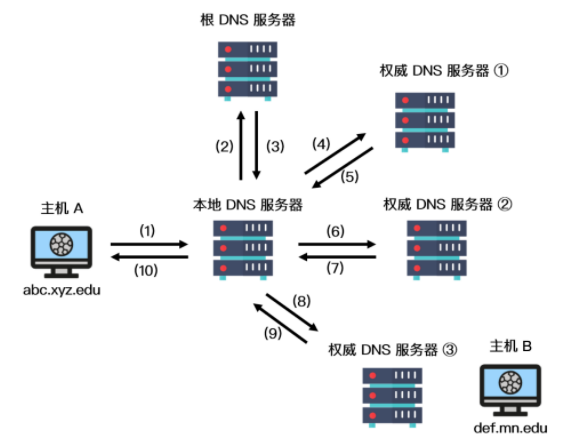 根 DNS 服务器
权威 DNS 服务器 ①
(2)
(3)
(4)
(5)
本地 DNS 服务器
权威 DNS 服务器 ②
主机 A
(1)
(10)
(6)
(7)
abc.xyz.edu
(8)
(9)
权威 DNS 服务器 ③
主机 B
def.mn.edu